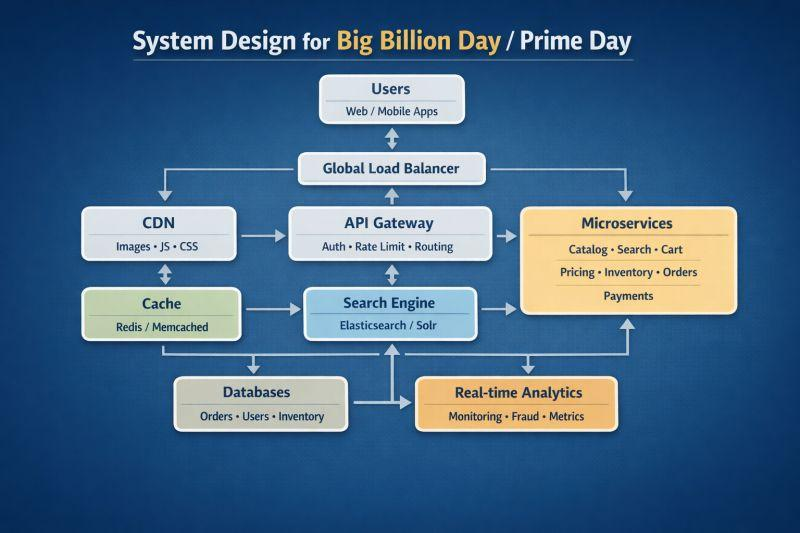 System Design for Big Billion Day / Prime Day
Users
Web / Mobile Apps
Global Load Balancer
CDN
Images • JS • CSS
API Gateway
Auth • Rate Limit • Routing
Microservices
Catalog • Search • Cart
Pricing • Inventory • Orders
Payments
Cache
Redis / Memcached
Search Engine
Elasticsearch / Solr
Databases
Orders • Users • Inventory
Real-time Analytics
Monitoring • Fraud • Metrics